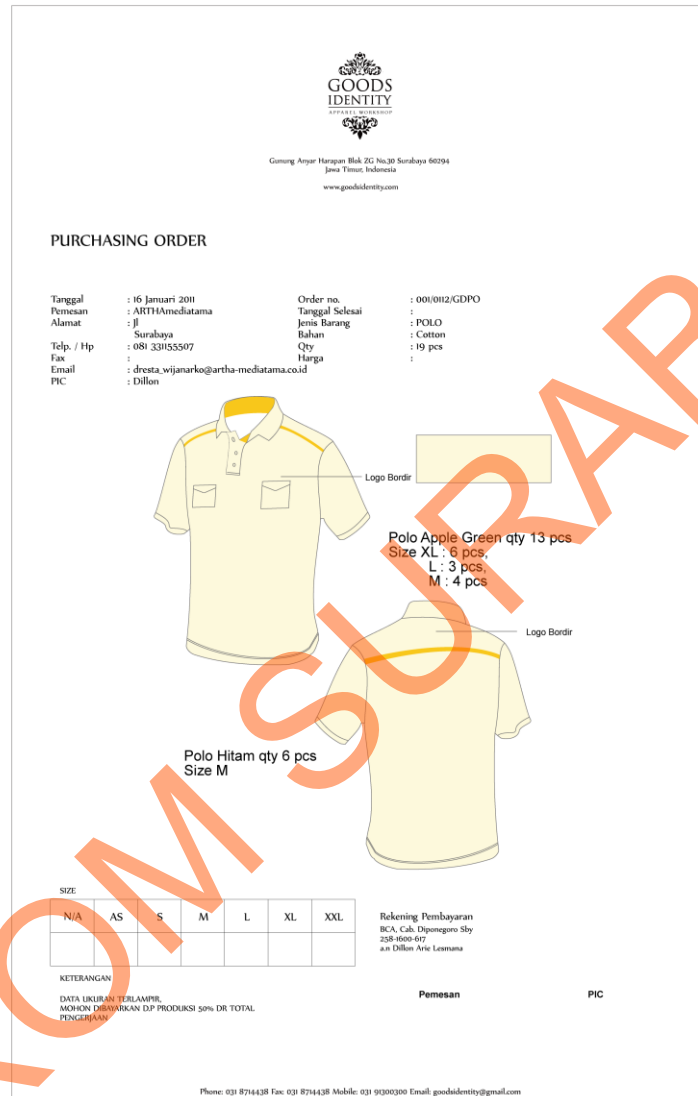 GOODS
IDENTITY
APPAREL WORKSHOP
Gunung Anyar Harapan Blok ZG No.30 Surabaya 60294
Jawa Timur, Indonesia
www.goodsidentity.com
PURCHASING ORDER
Tanggal : 16 Januari 2011 Order no. : 001/0112/GDPO
Pemesan : ARTHAmediatama Tanggal Selesai :
Alamat : Jl Jenis Barang : POLO
Surabaya Bahan : Cotton
Telp. / Hp : 081 331155507 Qty : 19 pcs
Fax : Harga :
Email : dresta_wijanarko@artha-mediatama.co.id
PIC : Dillon
Logo Bordir
Polo Apple Green qty 13 pcs
Size XL : 6 pcs,
L : 3 pcs,
M : 4 pcs
Logo Bordir
Polo Hitam qty 6 pcs
Size M
SIZE
N/A AS S M L XL XXL
Rekening Pembayaran
BCA, Cab. Diponegoro Sby
258-1600-617
a.n Dillon Arie Lesmana
KETERANGAN
DATA UKURAN TERLAMPIR,
MOHON DIBAYARKAN D.P PRODUKSI 50% DR TOTAL
PENGERJAAN
Pemesan PIC
Phone: 031 8714438 Fax: 031 8714438 Mobile: 031 91300300 Email: goodsidentity@gmail.com
KOM SURAB